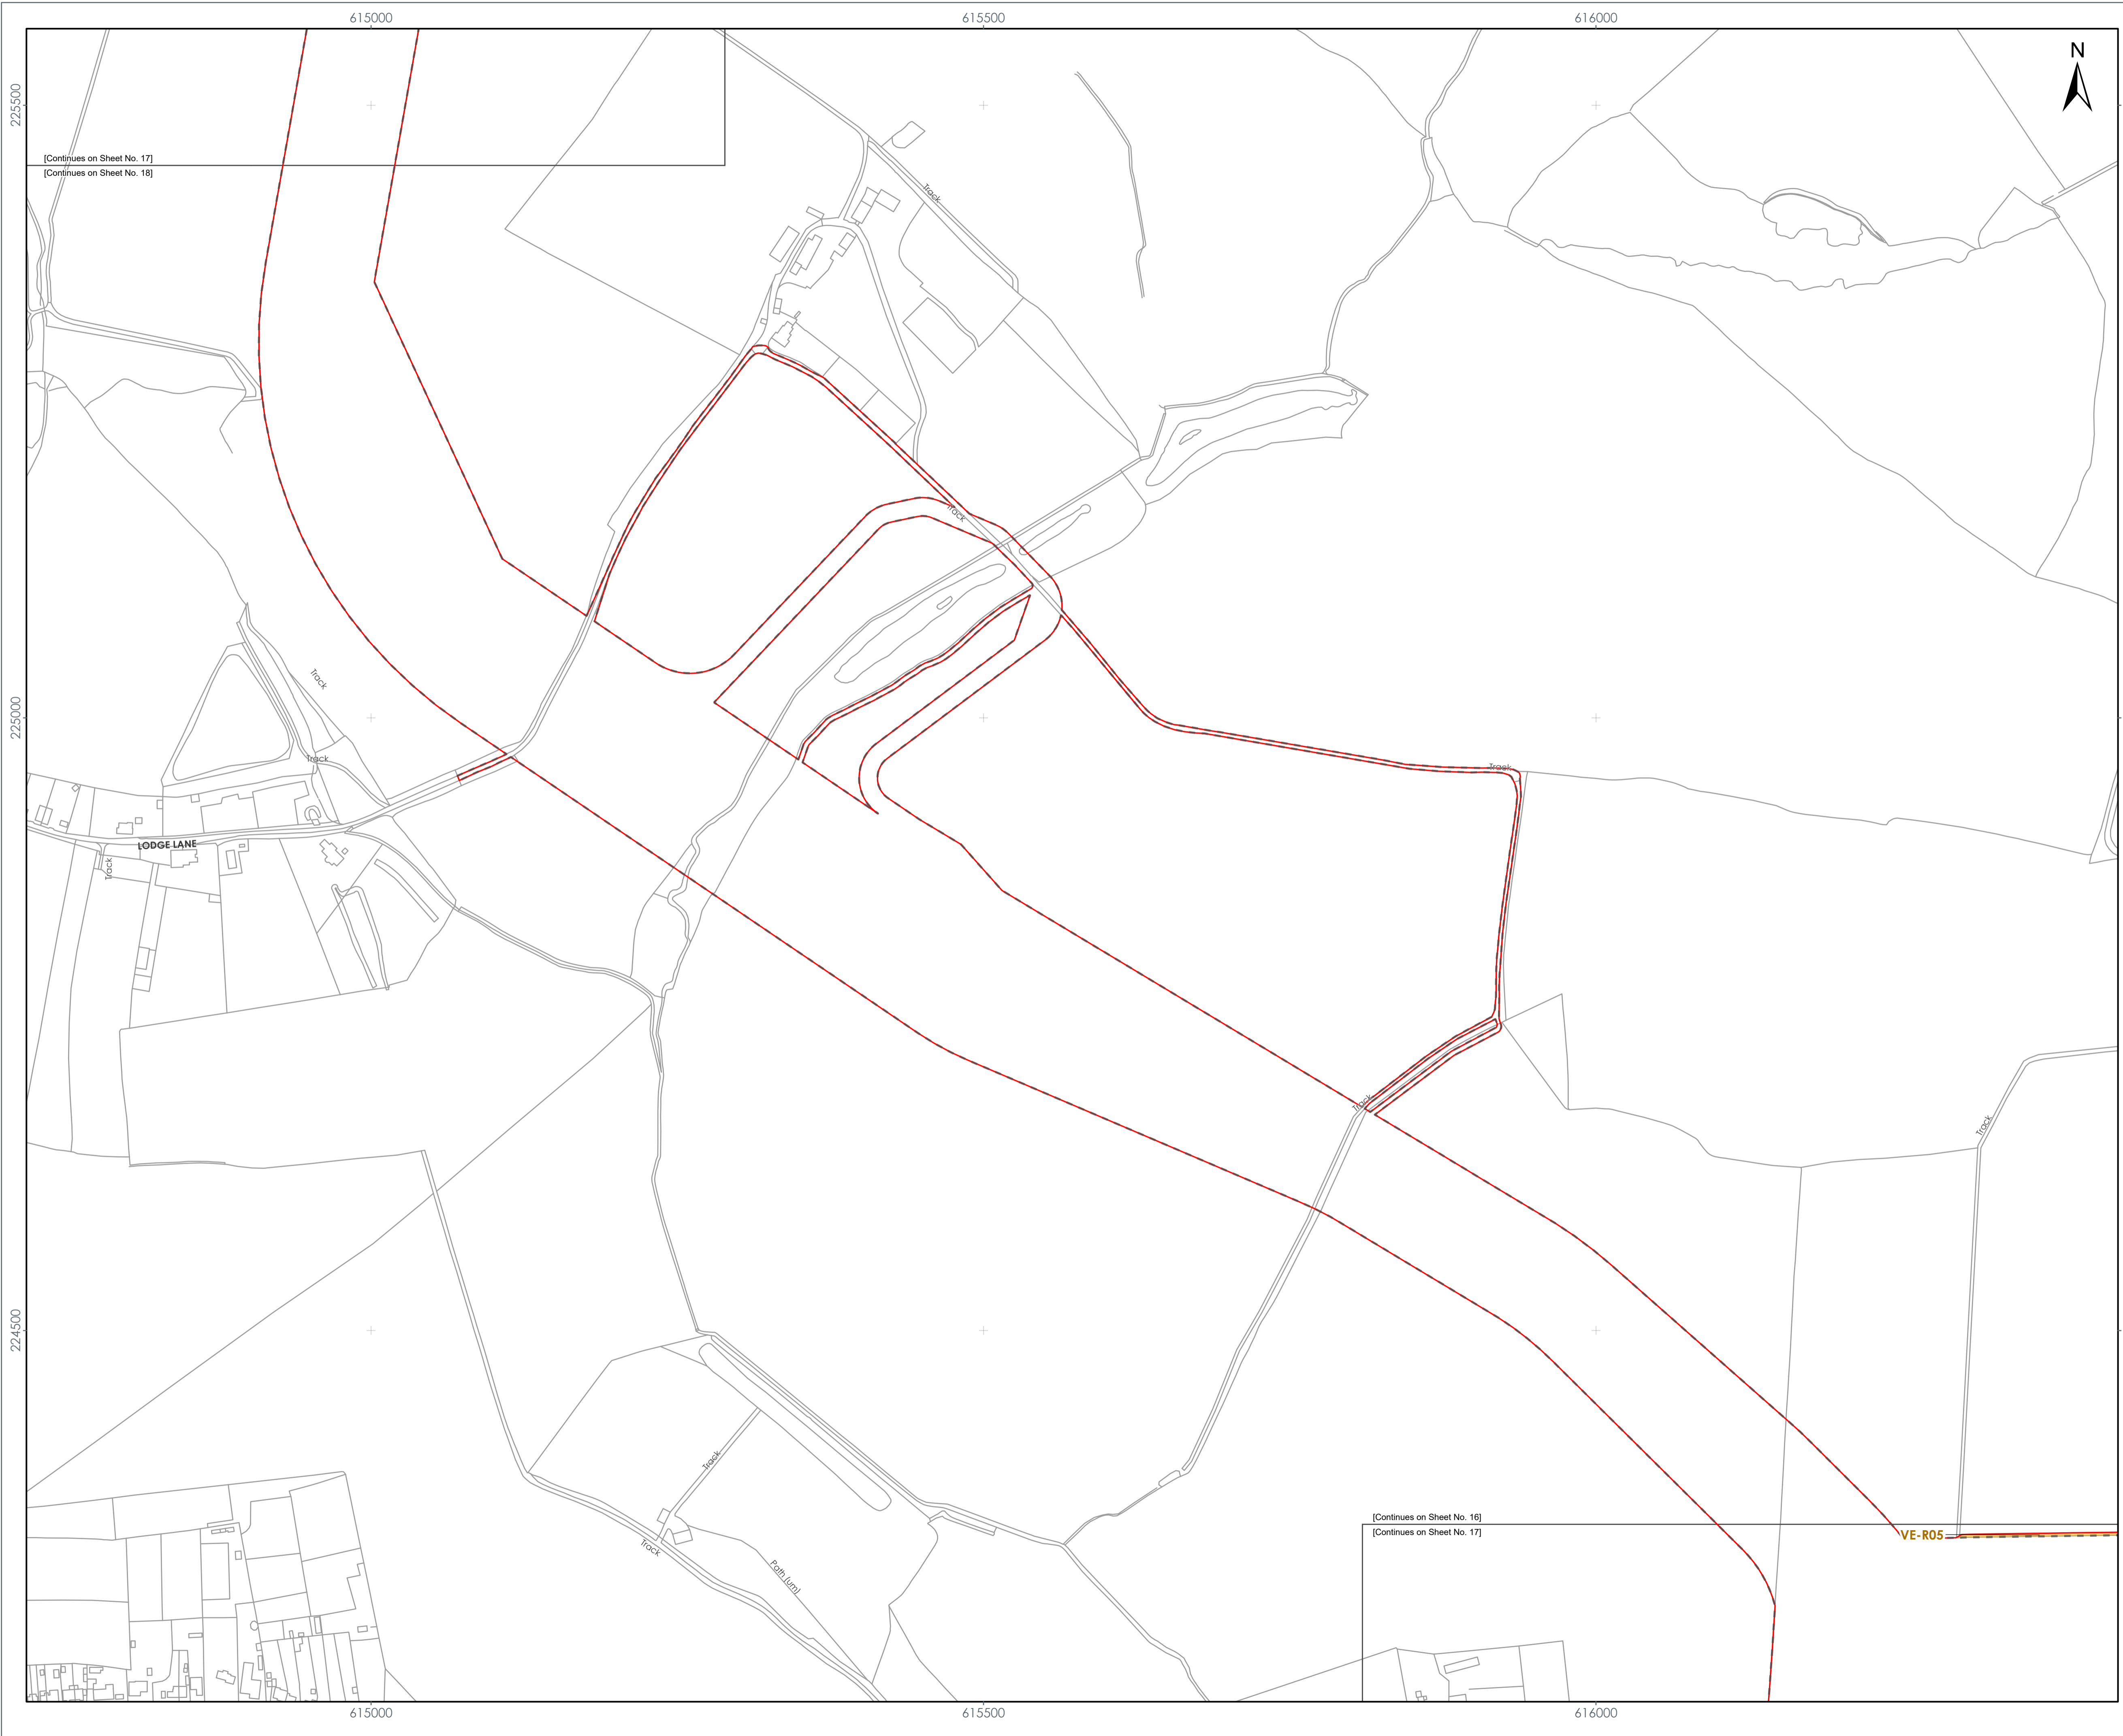 615000
615500
616000
N
225500
[Continues on Sheet No. 17]
[Continues on Sheet No. 18]
Track
Track
Track
225000
Track
Track
LODGE LANE
Track
Track
Track
224500
Track
[Continues on Sheet No. 16]
[Continues on Sheet No. 17]
VE-R05
Track
Path (um)
615000
615500
616000